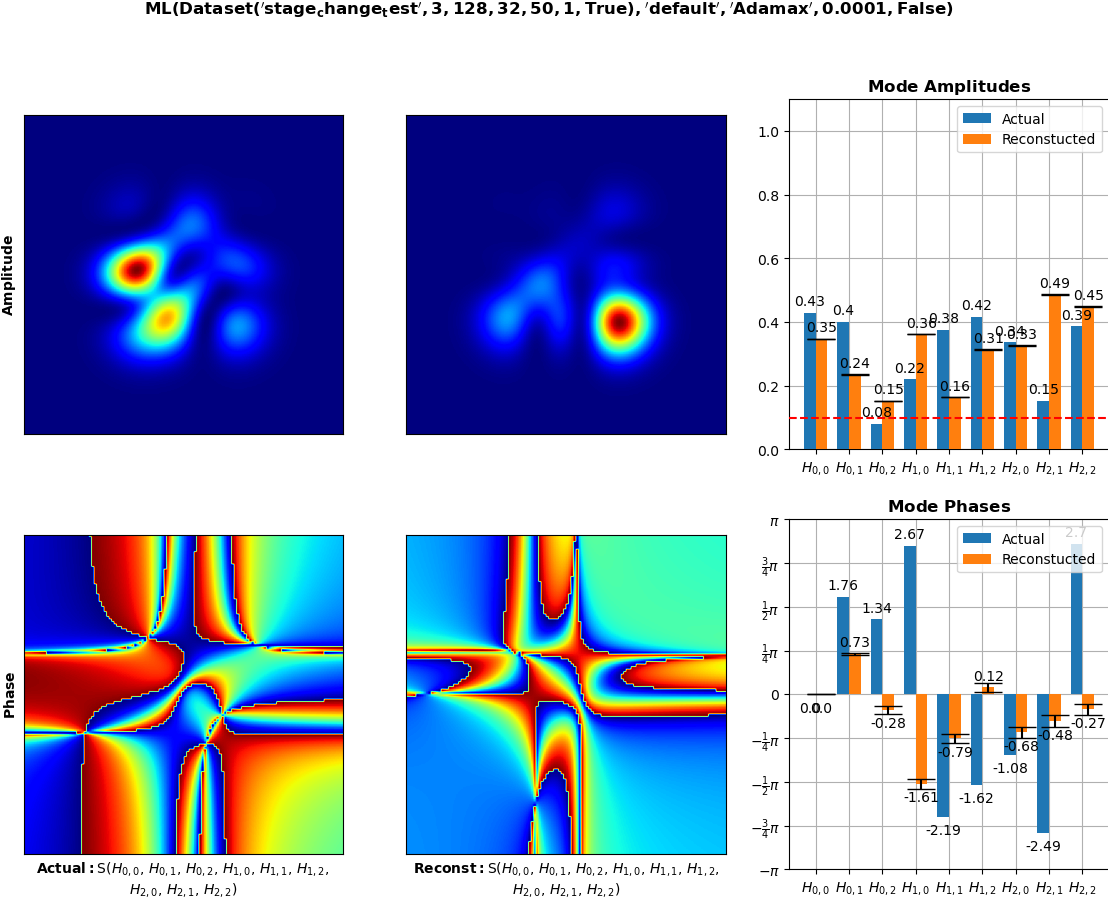 ML(Dataset('stage_change_test', 3, 128, 32, 50, 1, True), 'default', 'Adamax', 0.0001, False)
Amplitude
Mode Amplitudes
Actual
Reconstucted
1.0
0.8
0.6
0.4
0.2
0.0
0.43
0.35
0.4
0.24
0.08
0.15
0.22
0.36
0.38
0.16
0.42
0.31
0.34
0.33
0.15
0.49
0.39
0.45
H0,0 H0,1 H0,2 H1,0 H1,1 H1,2 H2,0 H2,1 H2,2
Phase
Mode Phases
Actual
Reconstucted
π
3/4π
1/2π
1/4π
0
−1/4π
−1/2π
−3/4π
−π
0.0
0.0
1.76
0.73
1.34
-0.28
2.67
-1.61
-2.19
-0.79
-1.62
0.12
-1.08
-0.68
-2.49
-0.48
2.7
-0.27
H0,0 H0,1 H0,2 H1,0 H1,1 H1,2 H2,0 H2,1 H2,2
Actual: S(H0,0, H0,1, H0,2, H1,0, H1,1, H1,2,
H2,0, H2,1, H2,2)
Reconst: S(H0,0, H0,1, H0,2, H1,0, H1,1, H1,2,
H2,0, H2,1, H2,2)